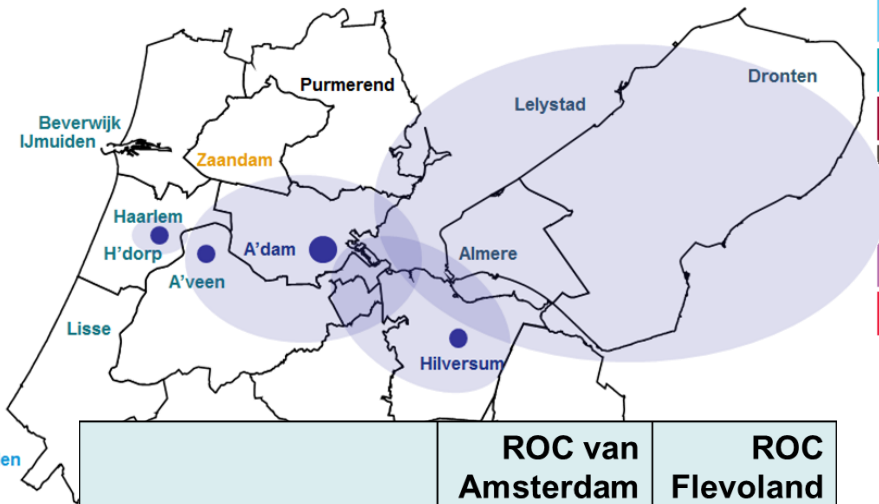 Dronten
Purmerend
Lelystad
Beverwijk
IJmuiden
Zaandam
Haarlem
H'dorp
A'dam
Almere
A'veen
Lisse
Hilversum
en
ROC van
Amsterdam
ROC
Flevoland